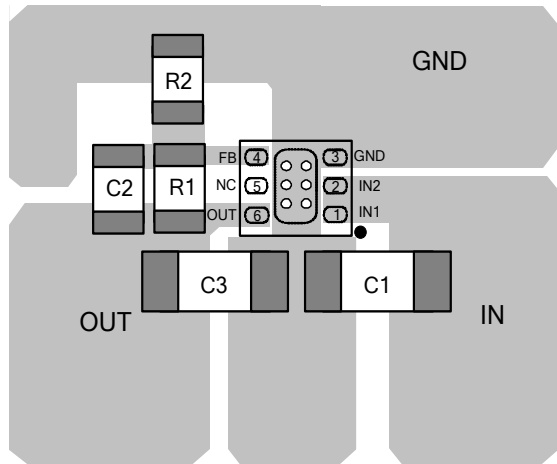 GND
R2
FB 4 3 GND
C2 R1 NC 5 2 IN2
OUT 6 1 IN1
C3 C1
OUT IN